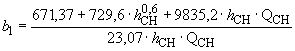 b₁ = (671,37 + 729,6 · h_CH^0,6 + 9835,2 · h_CH · Q_CH) / (23,07 · h_CH · Q_CH)